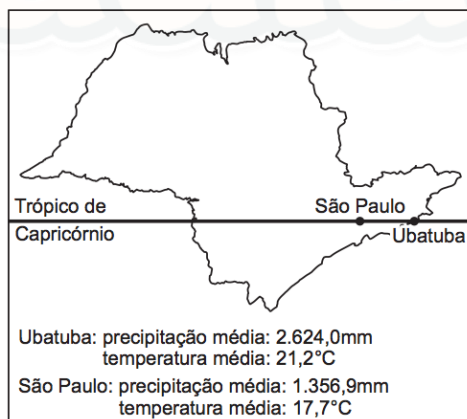 Trópico de
Capricórnio
São Paulo
Úbatuba
Ubatuba: precipitação média: 2.624,0mm
temperatura média: 21,2°C
São Paulo: precipitação média: 1.356,9mm
temperatura média: 17,7°C